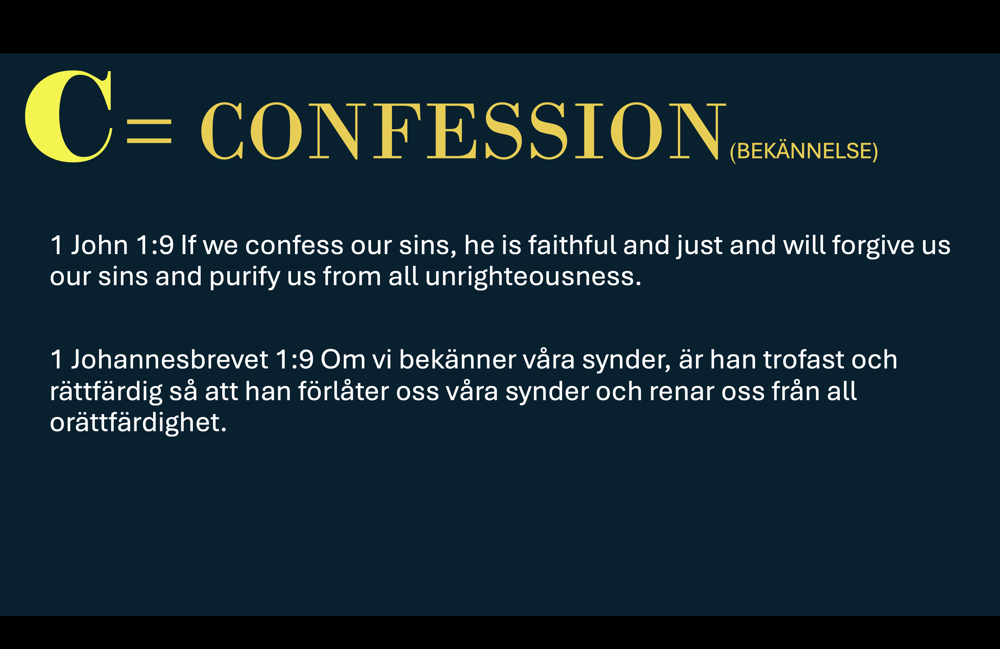 C = CONFESSION (BEKÄNNELSE)
1 John 1:9 If we confess our sins, he is faithful and just and will forgive us
our sins and purify us from all unrighteousness.
1 Johannesbrevet 1:9 Om vi bekänner våra synder, är han trofast och
rättfärdig så att han förlåter oss våra synder och renar oss från all
orättfärdighet.